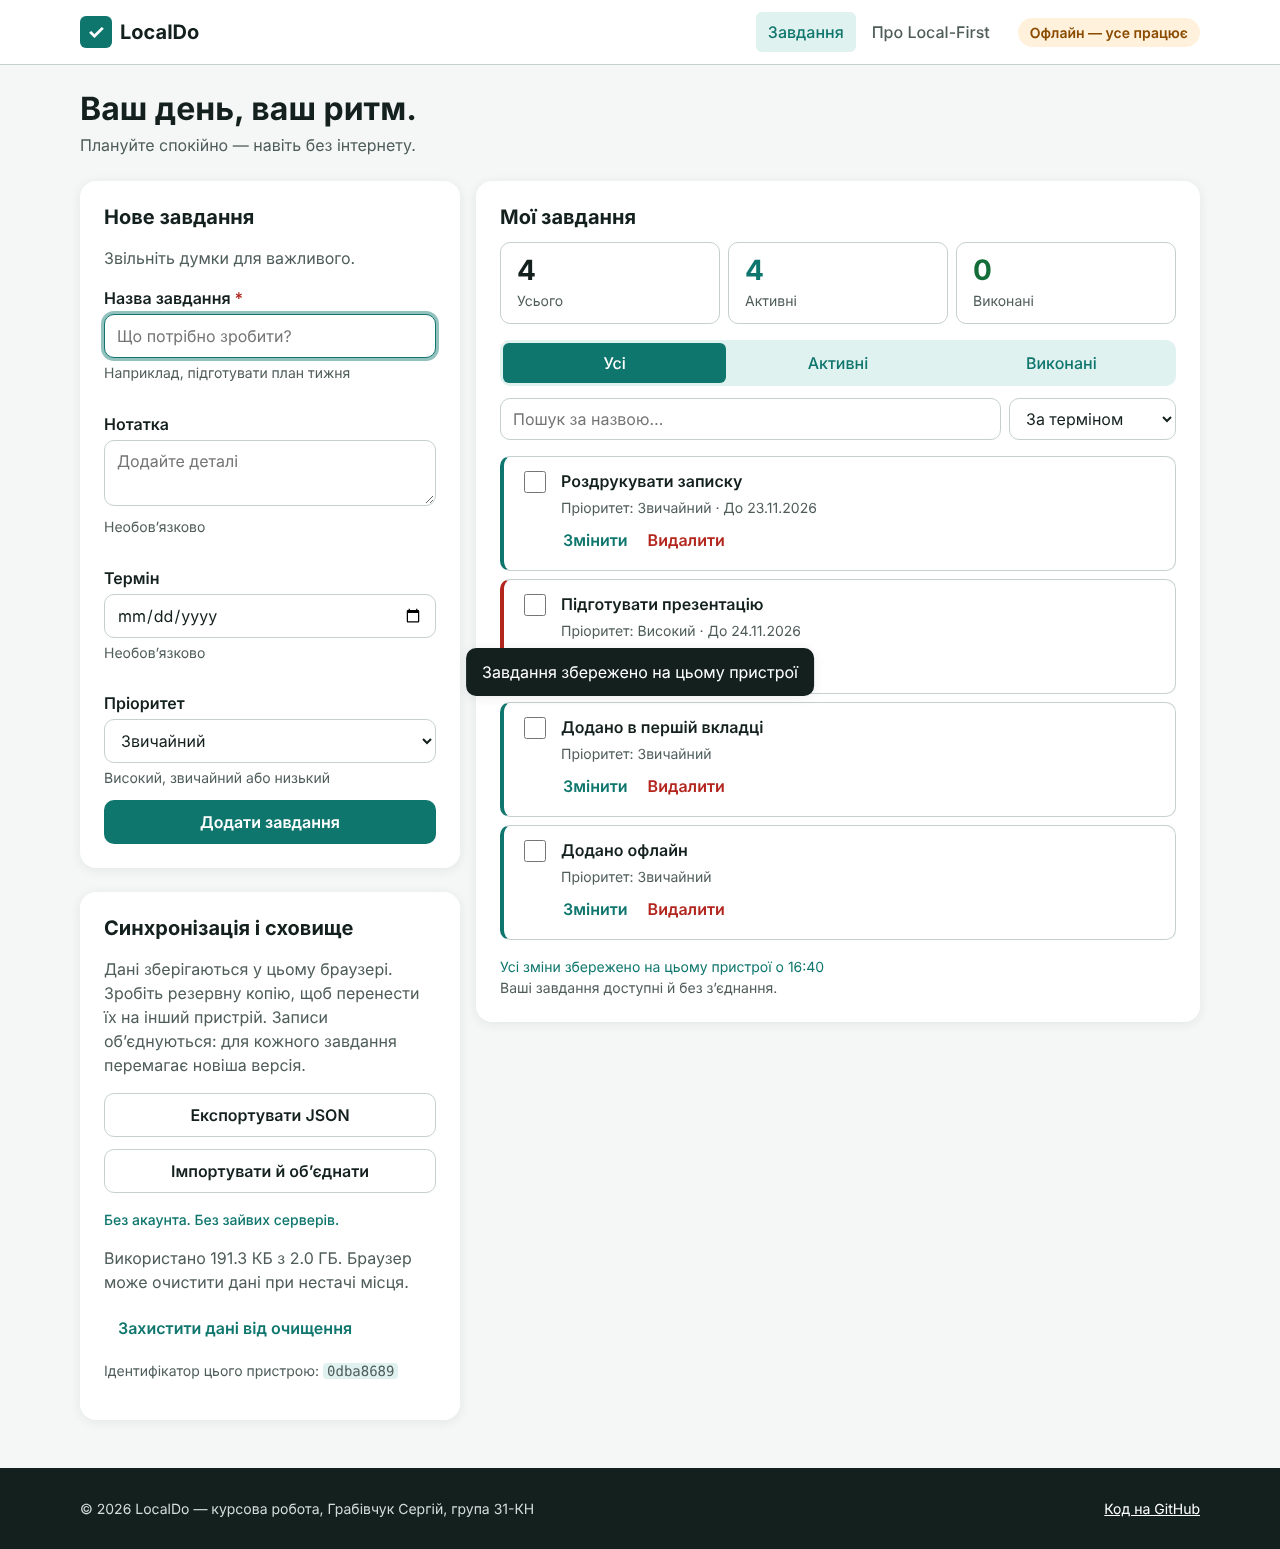 LocalDo
Завдання
Про Local-First
Офлайн — усе працює
Ваш день, ваш ритм.
Плануйте спокійно — навіть без інтернету.
Нове завдання
Звільніть думки для важливого.
Назва завдання *
Що потрібно зробити?
Наприклад, підготувати план тижня
Нотатка
Додайте деталі
Необов’язково
Термін
mm/dd/yyyy
Необов’язково
Пріоритет
Звичайний
Високий, звичайний або низький
Додати завдання
Синхронізація і сховище
Дані зберігаються у цьому браузері.
Зробіть резервну копію, щоб перенести
їх на інший пристрій. Записи
об’єднуються: для кожного завдання
перемагає новіша версія.
Експортувати JSON
Імпортувати й об’єднати
Без акаунта. Без зайвих серверів.
Використано 191.3 КБ з 2.0 ГБ. Браузер
може очистити дані при нестачі місця.
Захистити дані від очищення
Ідентифікатор цього пристрою: 0dba8689
Мої завдання
4
Усього
4
Активні
0
Виконані
Усі
Активні
Виконані
Пошук за назвою...
За терміном
Роздрукувати записку
Пріоритет: Звичайний · До 23.11.2026
Змінити Видалити
Підготувати презентацію
Пріоритет: Високий · До 24.11.2026
Завдання збережено на цьому пристрої
Додано в першій вкладці
Пріоритет: Звичайний
Змінити Видалити
Додано офлайн
Пріоритет: Звичайний
Змінити Видалити
Усі зміни збережено на цьому пристрої о 16:40
Ваші завдання доступні й без з’єднання.
© 2026 LocalDo — курсова робота, Грабівчук Сергій, група 31-КН
Код на GitHub